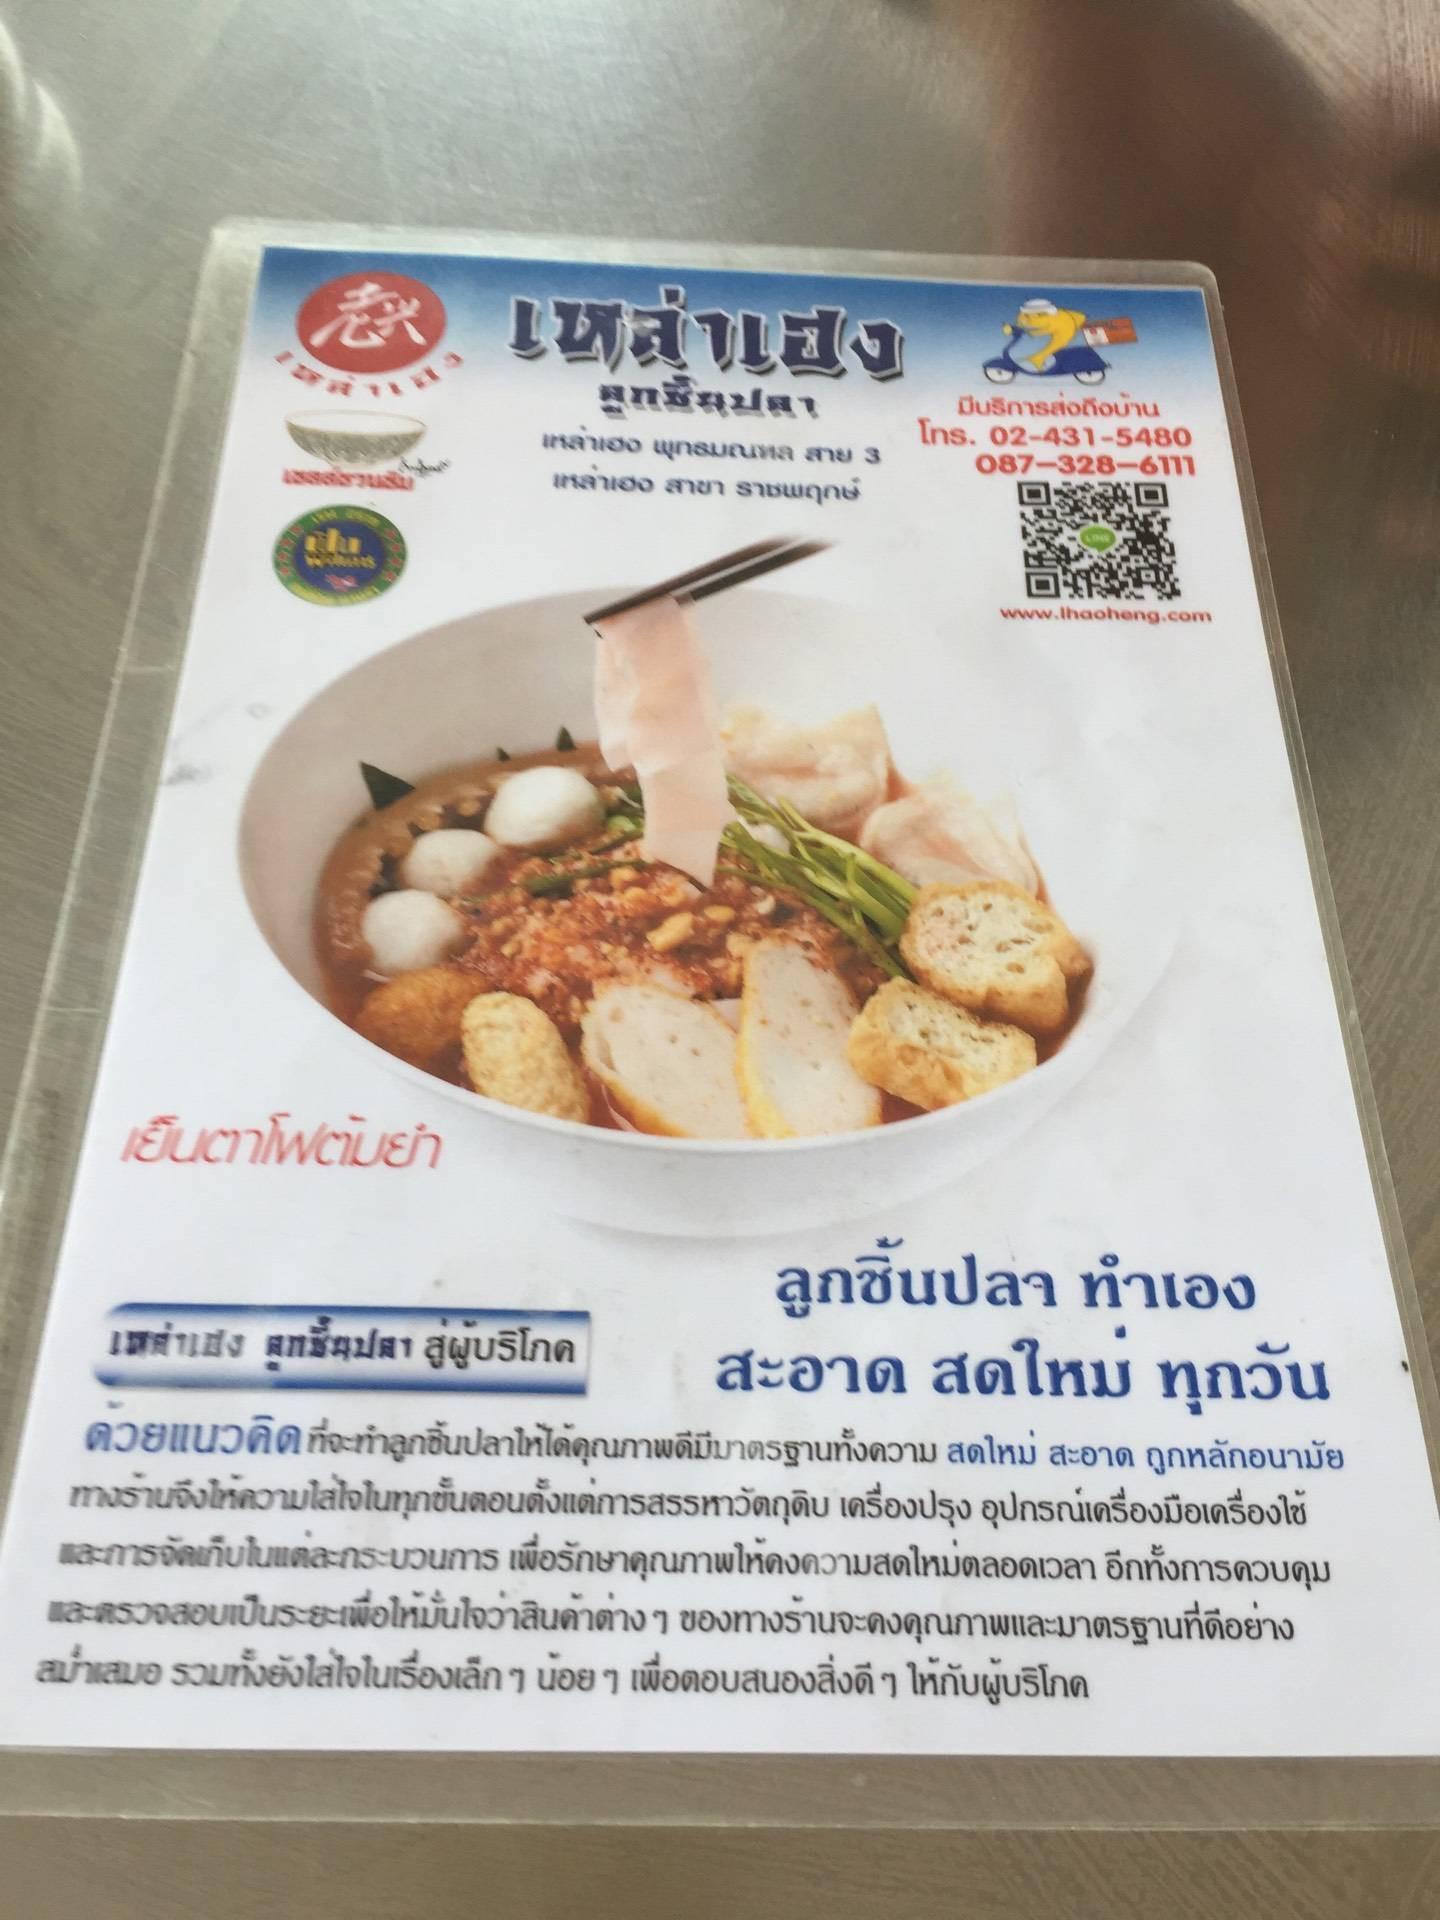 老兴
เหล่าเฮง
เหล่าเฮง
ลูกชิ้นปลา
เหล่าเฮง พุทธมณฑล สาย 3
เหล่าเฮง สาขา ราชพฤกษ์
มีบริการส่งถึงบ้าน
โทร. 02-431-5480
087-328-6111
LINE
www.lhaoheng.com
เชลล์ชวนชิม
เย็นตาโฟต้มยำ
ลูกชิ้นปลา ทำเอง
สะอาด สดใหม่ ทุกวัน
เหล่าเฮง ลูกชิ้นปลา สู่ผู้บริโภค
ด้วยแนวคิด ที่จะทำลูกชิ้นปลาให้ได้คุณภาพดีมีมาตรฐานทั้งความ สดใหม่ สะอาด ถูกหลักอนามัย
ทางร้านจึงให้ความใส่ใจในทุกขั้นตอนตั้งแต่การสรรหาวัตถุดิบ เครื่องปรุง อุปกรณ์เครื่องมือเครื่องใช้
และการจัดเก็บในแต่ละกระบวนการ เพื่อรักษาคุณภาพให้คงความสดใหม่ตลอดเวลา อีกทั้งการควบคุม
และตรวจสอบเป็นระยะเพื่อให้มั่นใจว่าสินค้าต่างๆ ของทางร้านจะคงคุณภาพและมาตรฐานที่ดีอย่าง
สม่ำเสมอ รวมทั้งยังใส่ใจในเรื่องเล็กๆ น้อยๆ เพื่อตอบสนองสิ่งดีๆ ให้กับผู้บริโภค